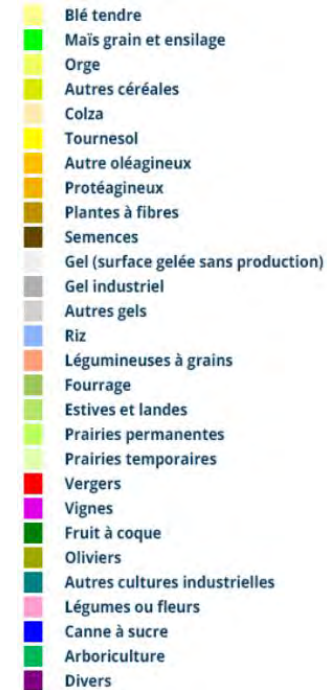 Blé tendre
Maïs grain et ensilage
Orge
Autres céréales
Colza
Tournesol
Autre oléagineux
Protéagineux
Plantes à fibres
Semences
Gel (surface gelée sans production)
Gel industriel
Autres gels
Riz
Légumineuses à grains
Fourrage
Estives et landes
Prairies permanentes
Prairies temporaires
Vergers
Vignes
Fruit à coque
Oliviers
Autres cultures industrielles
Légumes ou fleurs
Canne à sucre
Arboriculture
Divers